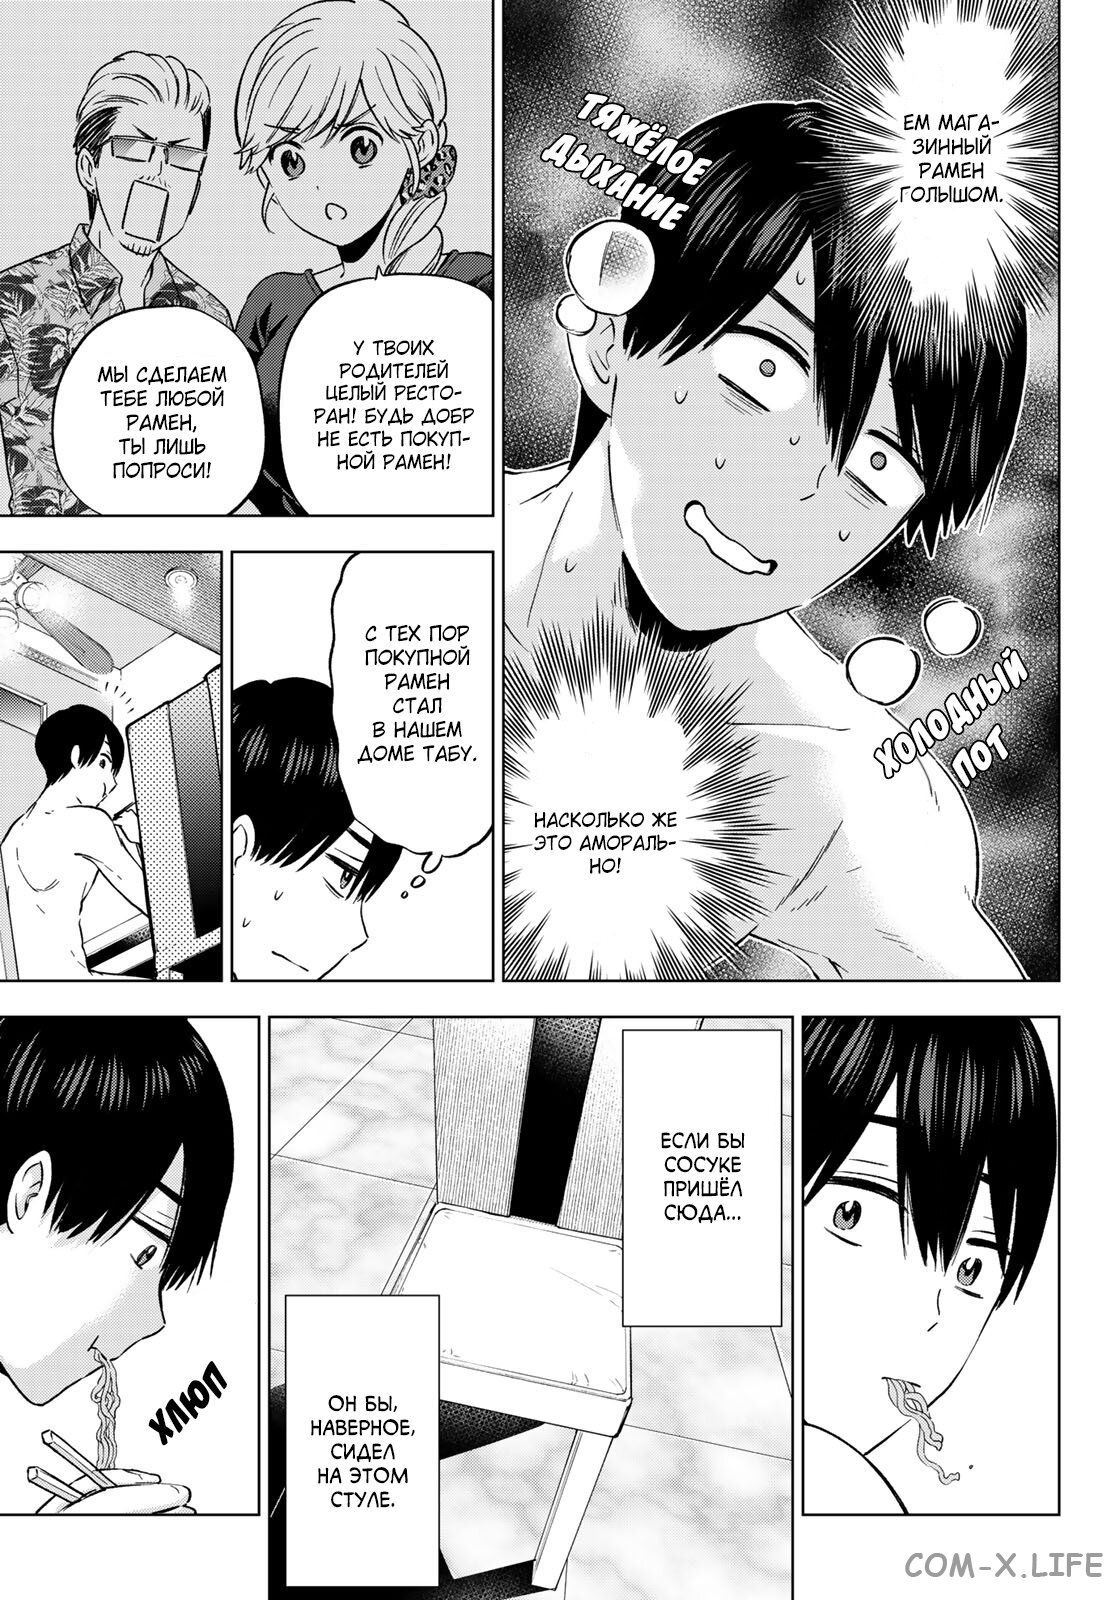 ЕМ МАГА-
ЗИННЫЙ
РАМЕН
ГОЛЫШОМ.
ТЯЖЁЛОЕ
ДЫХАНИЕ
ХОЛОДНЫЙ
ПОТ
НАСКОЛЬКО ЖЕ
ЭТО АМОРАЛЬ-
НО!
У ТВОИХ
РОДИТЕЛЕЙ
ЦЕЛЫЙ РЕСТО-
РАН! БУДЬ ДОБР
НЕ ЕСТЬ ПОКУП-
НОЙ РАМЕН!
МЫ СДЕЛАЕМ
ТЕБЕ ЛЮБОЙ
РАМЕН,
ТЫ ЛИШЬ
ПОПРОСИ!
С ТЕХ ПОР
ПОКУПНОЙ
РАМЕН
СТАЛ
В НАШЕМ
ДОМЕ ТАБУ.
ЕСЛИ БЫ
СОСУКЕ
ПРИШЁЛ
СЮДА...
ОН БЫ,
НАВЕРНОЕ,
СИДЕЛ
НА ЭТОМ
СТУЛЕ.
ХЛЮП
COM-X.LIFE